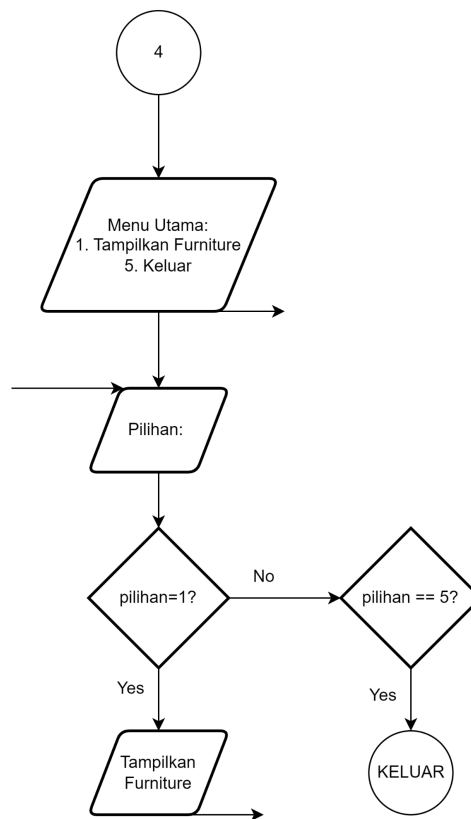 4
Menu Utama:
1. Tampilkan Furniture
5. Keluar
Pilihan:
pilihan=1?
No
pilihan == 5?
Yes
Yes
Tampilkan
Furniture
KELUAR